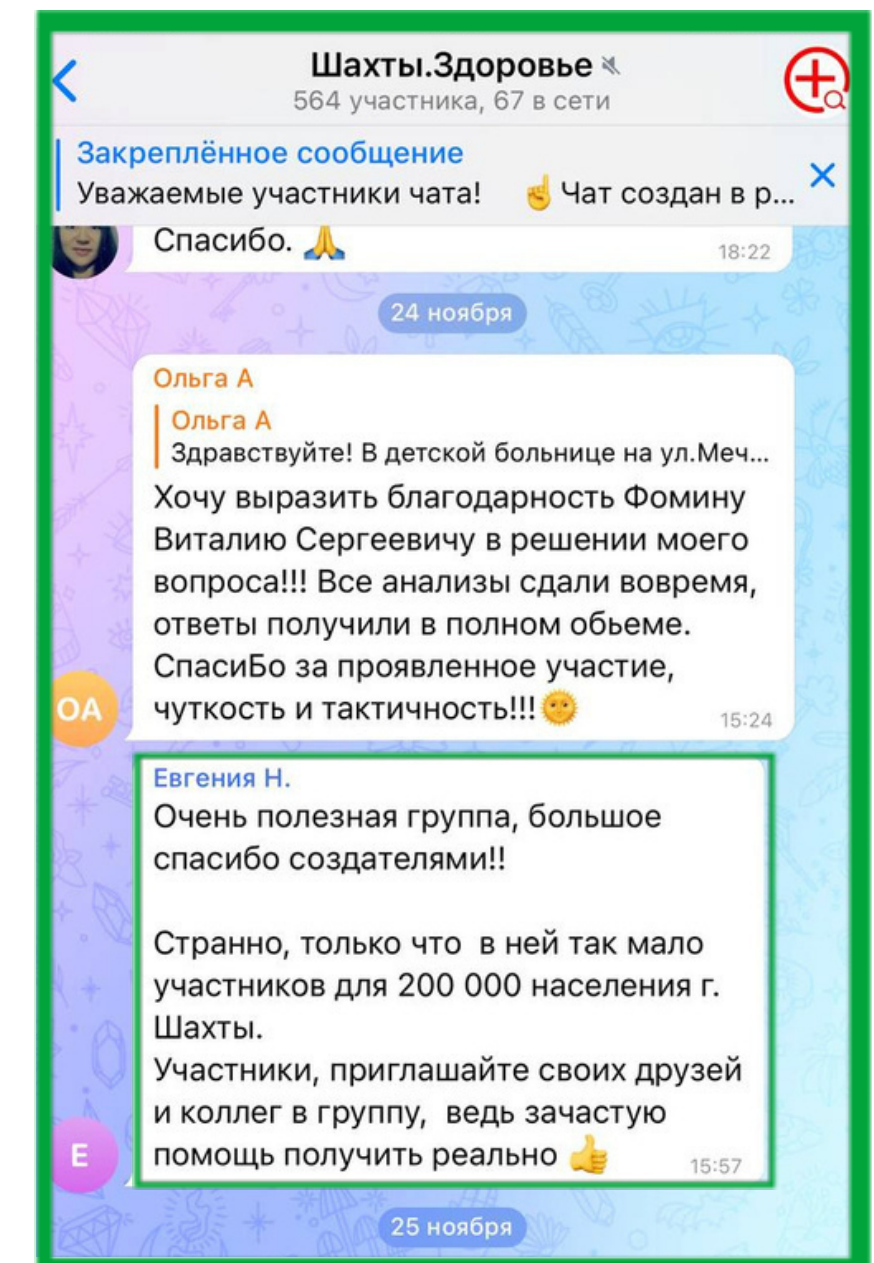 Шахты.Здоровье
564 участника, 67 в сети
Закреплённое сообщение
Уважаемые участники чата! ☝️Чат создан в р...
Спасибо. 🙏
18:22
24 ноября
Ольга А
Ольга А
Здравствуйте! В детской больнице на ул.Меч...
Хочу выразить благодарность Фомину
Виталию Сергеевичу в решении моего
вопроса!!! Все анализы сдали вовремя,
ответы получили в полном обьеме.
СпасиБо за проявленное участие,
чуткость и тактичность!!!🌞
15:24
ОА
Евгения Н.
Очень полезная группа, большое
спасибо создателями!!
Странно, только что в ней так мало
участников для 200 000 населения г.
Шахты.
Участники, приглашайте своих друзей
и коллег в группу, ведь зачастую
помощь получить реально 👍
15:57
Е
25 ноября